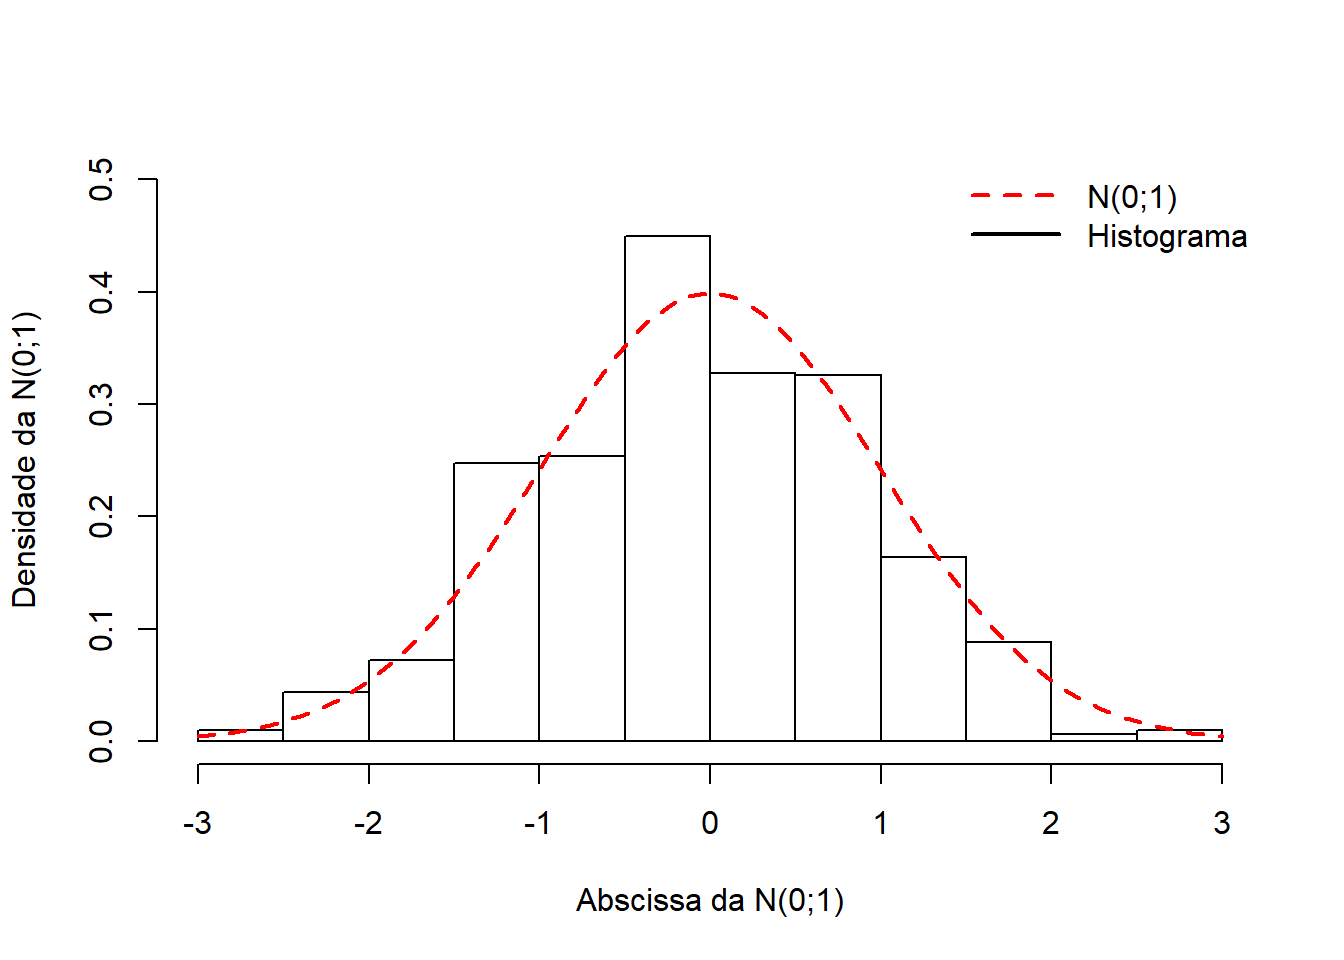 N(0;1)
Histograma
Densidade da N(0;1)
0.5
0.4
0.3
0.2
0.1
0.0
-3 -2 -1 0 1 2 3
Abscissa da N(0;1)